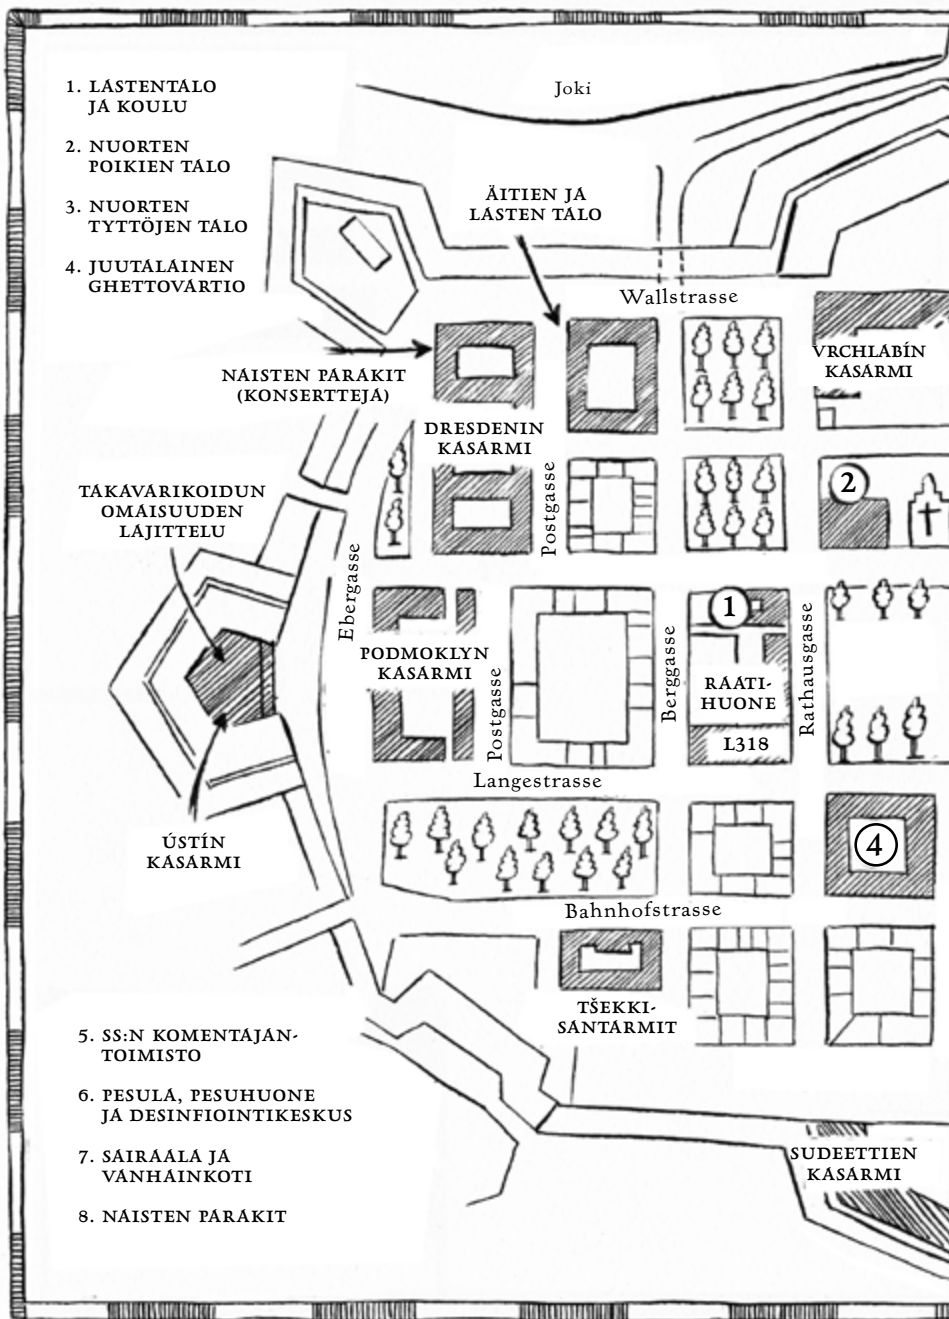 1. LASTENTALO
JA KOULU
2. NUORTEN
POIKIEN TALO
3. NUORTEN
TYTTÖJEN TALO
4. JUUTALAINEN
GHETTOVARTIO
Joki
ÄITIEN JA
LASTEN TALO
Wallstrasse
VRCHLABÍN
KASARMI
NAISTEN PARAKIT
(KONSERTTEJA)
DRESDENIN
KASARMI
2
TAKAVARIKOIDUN
OMAISUUDEN
LAJITTELU
Postgasse
Ebergasse
1
PODMOKLYN
KASARMI
Postgasse
Berggasse
RAATI-
HUONE
Rathausgasse
L318
Langestrasse
ÚSTÍN
KASARMI
4
Bahnhofstrasse
TŠEKKI-
SANTARMIT
5. SS:N KOMENTAJAN-
TOIMISTO
6. PESULA, PESUHUONE
JA DESINFIOINTIKESKUS
7. SAIRAALA JA
VANHAINKOTI
8. NAISTEN PARAKIT
SUDEETTIEN
KASARMI